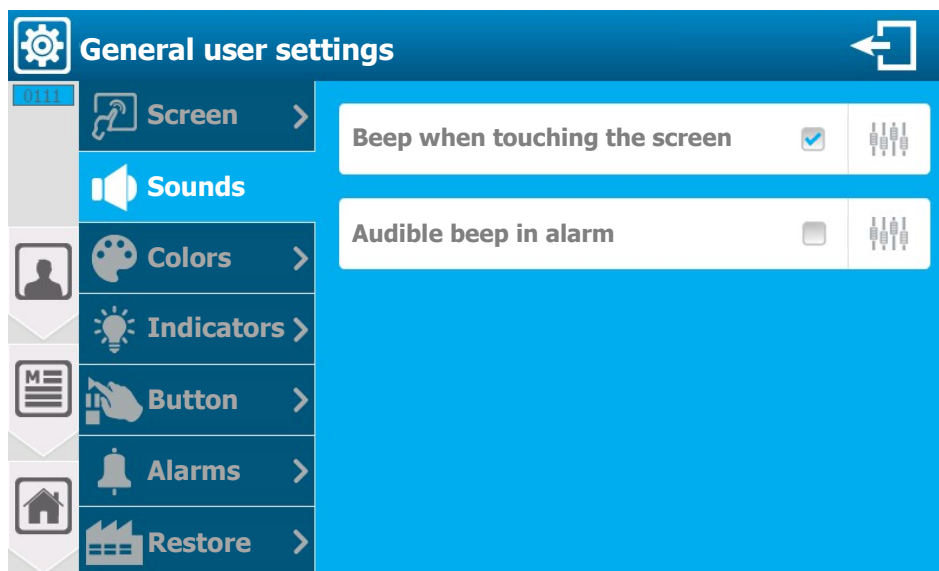 General user settings
0111
Screen
Sounds
Colors
Indicators
Button
Alarms
Restore
Beep when touching the screen
Audible beep in alarm
M